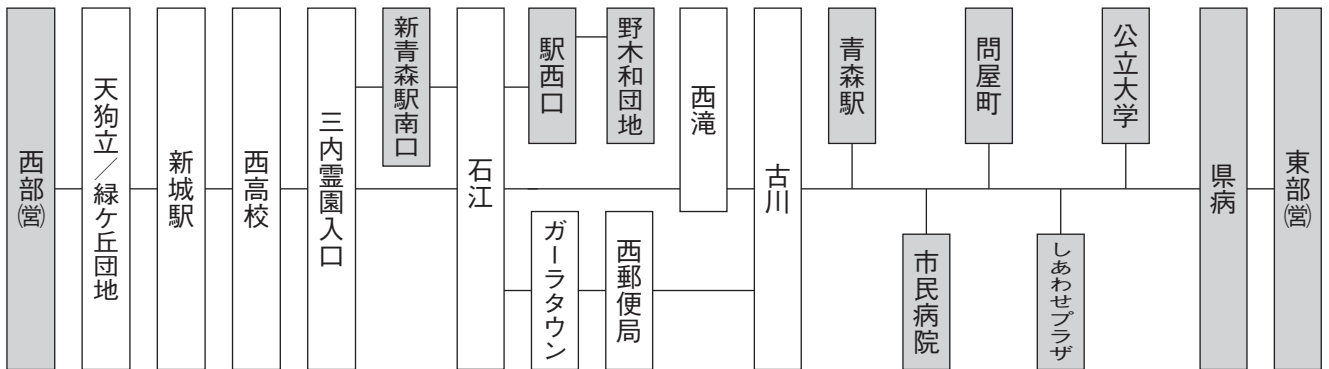 西部㈺
天狗立／緑ケ丘団地
新城駅
西高校
三内霊園入口
新青森駅南口
石江
駅西口
野木和団地
ガーラタウン
西郵便局
西滝
古川
青森駅
市民病院
問屋町
しあわせプラザ
公立大学
県病
東部㈺